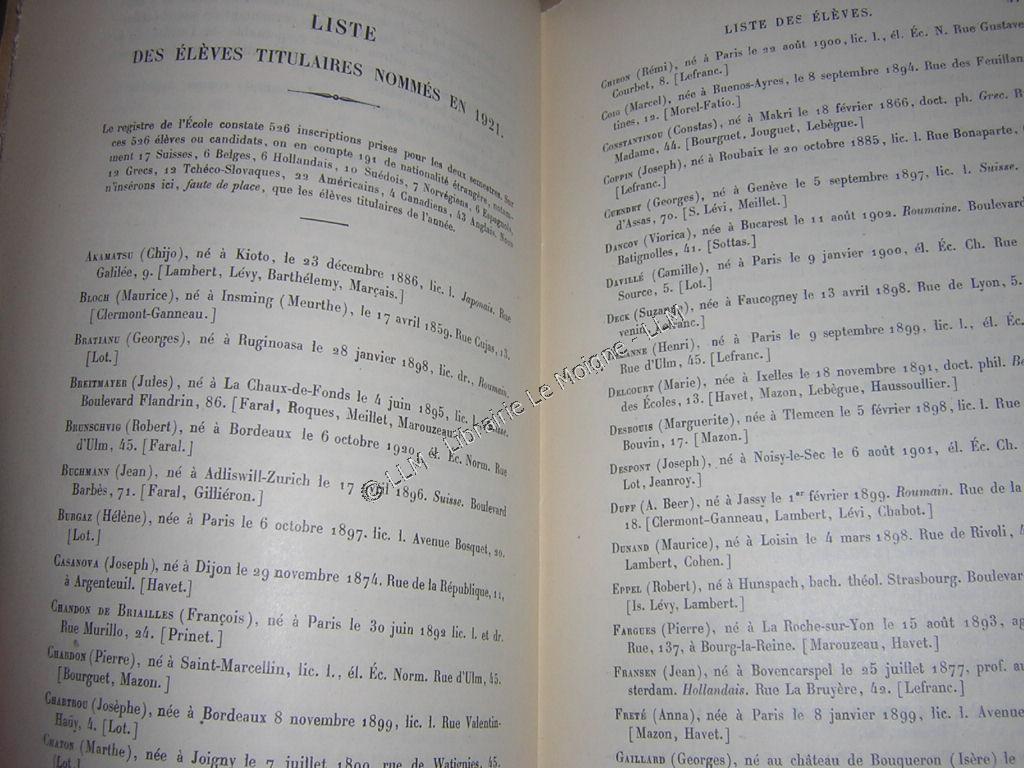 LISTE
DES ÉLÈVES TITULAIRES NOMMÉS EN 1921.
Le registre de l'École constate 526 inscriptions prises pour les deux semestres. Sur
ces 526 élèves ou candidats, on en compte 191 de nationalité étrangère, notam-
ment 17 Suisses, 6 Belges, 6 Hollandais, 10 Suédois, 7 Norvégiens, 6 Espagnols,
12 Grecs, 12 Tchéco-Slovaques, 22 Américains, 4 Canadiens, 43 Anglais. Nous
n'insérons ici, faute de place, que les élèves titulaires de l'année.
AKAMATSU (Chijo), né à Kioto, le 23 décembre 1886, lic. l. Japonais. Rue
Galilée, 9. [Lambert, Lévy, Barthélemy, Marçais.]
BLOCH (Maurice), né à Insming (Meurthe), le 17 avril 1859. Rue Cujas, 13.
[Clermont-Ganneau.]
BRATIANU (Georges), né à Ruginoasa le 28 janvier 1898, lic. dr., Roumain.
[Lot.]
BREITMAYER (Jules), né à La Chaux-de-Fonds le 4 juin 1895, lic. l.
Boulevard Flandrin, 86. [Faral, Roques, Meillet, Marouzeau
BRUNSCHVIG (Robert), né à Bordeaux le 6 octobre 1920, él. Éc. Norm. Rue
d'Ulm, 45. [Faral.]
BUCHMANN (Jean), né à Adliswill-Zurich le 17 avril 1896. Suisse. Boulevard
Barbès, 71. [Faral, Gilliéron.]
BURGAZ (Hélène), née à Paris le 6 octobre 1897. lic. l. Avenue Bosquet, 20.
[Lot.]
CASANOVA (Joseph), né à Dijon le 29 novembre 1874. Rue de la République, 11,
à Argenteuil. [Havet.]
CHANDON DE BRIAILLES (François), né à Paris le 30 juin 1892 lic. l. et dr.
Rue Murillo, 24. [Prinet.]
CHARDON (Pierre), né à Saint-Marcellin, lic. l., él. Éc. Norm. Rue d'Ulm, 45.
[Bourguet, Mazon.]
CHARTROU (Josèphe), née à Bordeaux 8 novembre 1899, lic. l. Rue Valentin-
Haüy, 4. [Lot.]
CHATON (Marthe), née à Joigny le 7 juillet 1899, rue de Watignies, 45.
[Lot.]
LISTE DES ÉLÈVES.
CHIRON (Rémi), né à Paris le 22 août 1900, lic. l., él. Éc. N. Rue Gustave
Courbet, 8. [Lefranc.]
COIG (Marcel), née à Buenos-Ayres, le 8 septembre 1894. Rue des Feuillan-
tines, 12. [Morel-Fatio.]
CONSTANTINOU (Constas), né à Makri le 18 février 1866, doct. ph. Grec. R
Madame, 44. [Bourguet, Jouguet, Lebègue.]
COPPIN (Joseph), né à Roubaix le 20 octobre 1885, lic. l. Rue Bonaparte,
[Lefranc.]
CUENDET (Georges), né à Genève le 5 septembre 1897, lic. l. Suisse.
d'Assas, 70. [S. Lévi, Meillet.]
DANCOV (Viorica), née à Bucarest le 11 août 1902. Roumaine. Boulevard
Batignolles, 41. [Sottas.]
DAVILLÉ (Camille), né à Paris le 9 janvier 1900, él. Éc. Ch. Rue
Source, 5. [Lot.]
DECK (Suzanne), née à Faucogney le 13 avril 1898. Rue de Lyon, 5.
(Henri), né à Paris le 9 septembre 1899, lic. l., él. Éc.
Rue d'Ulm, 45. [Lefranc.]
DELCOURT (Marie), née à Ixelles le 18 novembre 1891, doct. phil. Be
des Écoles, 13. [Havet, Mazon, Lebègue, Haussoullier.]
DESBOUIS (Marguerite), née à Tlemcen le 5 février 1898, lic. l. Rue
Bouvin, 17. [Mazon.]
DESPONT (Joseph), né à Noisy-le-Sec le 6 août 1901, él. Éc. Ch.
Lot, Jeanroy.]
DUFF (A. Beer), né à Jassy le 1er février 1899. Roumain. Rue de la
18. [Clermont-Ganneau, Lambert, Lévi, Chabot.]
DUNAND (Maurice), né à Loisin le 4 mars 1898. Rue de Rivoli,
Lambert, Cohen.]
EPPEL (Robert), né à Hunspach, bach. théol. Strasbourg. Boulevar
[Is. Lévy, Lambert.]
FARGUES (Pierre), né à La Roche-sur-Yon le 15 août 1893, ag
Rue, 137, à Bourg-la-Reine. [Marouzeau, Havet.]
FRANSEN (Jean), né à Bovencarspel le 25 juillet 1877, prof. au
sterdam. Hollandais. Rue La Bruyère, 42. [Lefranc.]
FRETÉ (Anna), née à Paris le 8 janvier 1899, lic. l. Avenue
[Mazon, Havet.]
GAILLARD (Georges), né au château de Bouqueron (Isère) le
© LLM - Librairie Le Moigne - LLM